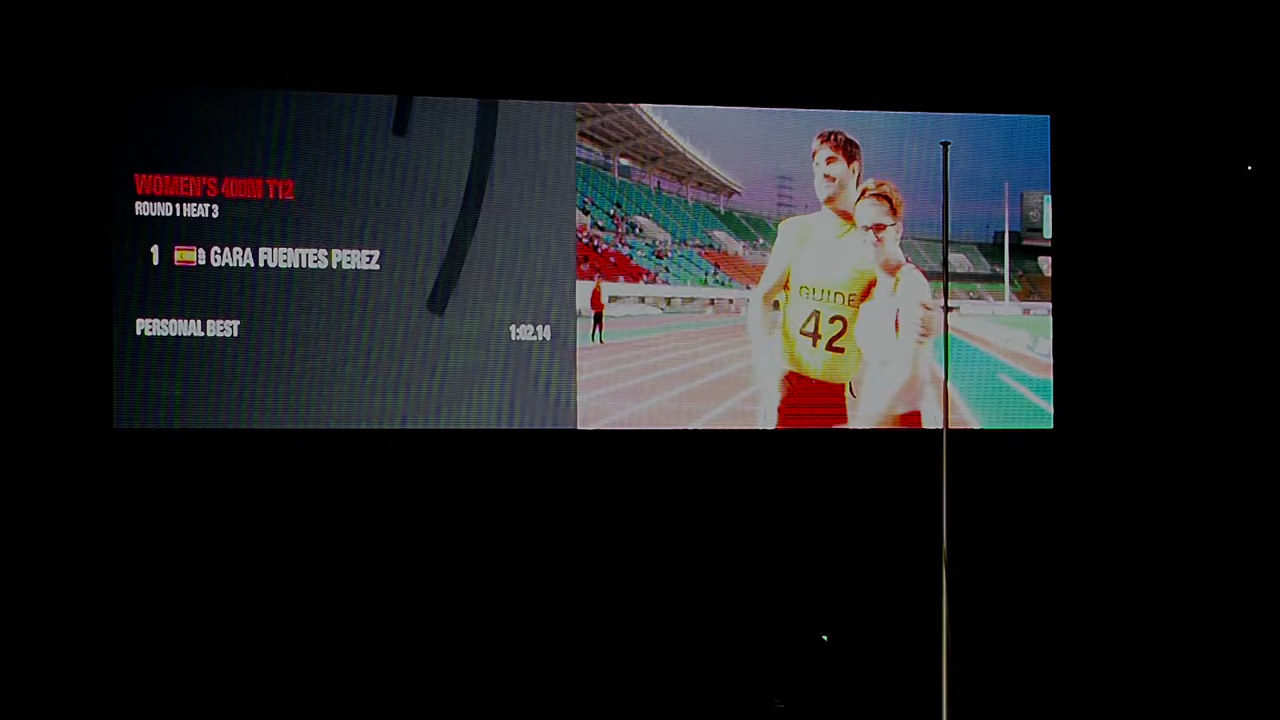 WOMEN'S 400M T12
ROUND 1 HEAT 3
1 GARA FUENTES PEREZ
PERSONAL BEST 1:02.14
GUIDE
42